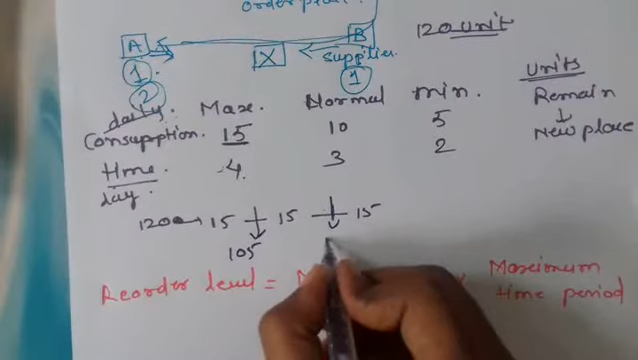 order place
A B 120 unit
X supplier
1 1
2 Units
daily Max. Normal min. Remain
Consupption. 15 10 5 New place
time 4 3 2
day.
120 15 15 15
105
Reorder level = Maximum
time period